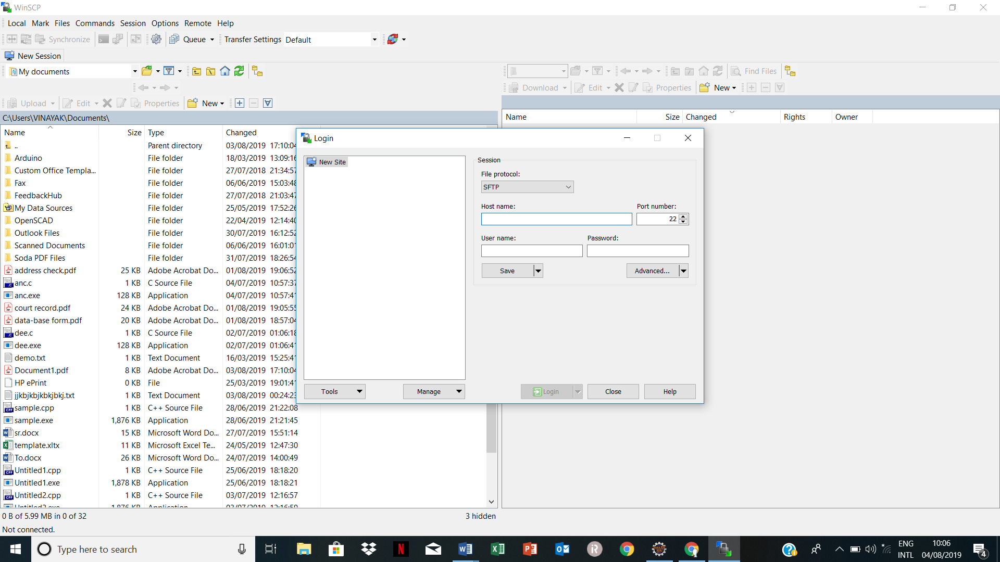 WinSCP
Local Mark Files Commands Session Options Remote Help
Synchronize Queue Transfer Settings Default
New Session
My documents
Find Files
Download Edit Properties New
Upload Edit Properties New
C:\Users\VINAYAK\Documents\
Name Size Changed Rights Owner
Name Size Type Changed
.. Parent directory 03/08/2019 17:10:04
Arduino File folder 18/03/2019 13:09:16
Custom Office Templa... File folder 27/07/2018 21:34:57
Fax File folder 06/06/2019 15:03:48
FeedbackHub File folder 27/07/2018 21:03:47
My Data Sources File folder 25/05/2019 17:52:26
OpenSCAD File folder 22/04/2019 12:14:40
Outlook Files File folder 30/07/2019 16:12:52
Scanned Documents File folder 06/06/2019 16:01:01
Soda PDF Files File folder 31/07/2019 18:26:54
address check.pdf 25 KB Adobe Acrobat Do... 01/08/2019 19:06:52
anc.c 1 KB C Source File 04/07/2019 10:57:37
anc.exe 128 KB Application 04/07/2019 10:57:41
court record.pdf 24 KB Adobe Acrobat Do... 01/08/2019 19:05:55
data-base form.pdf 20 KB Adobe Acrobat Do... 01/08/2019 18:57:04
dee.c 1 KB C Source File 02/07/2019 01:06:18
dee.exe 128 KB Application 02/07/2019 01:06:41
demo.txt 1 KB Text Document 16/03/2019 15:25:41
Document1.pdf 8 KB Adobe Acrobat Do... 03/08/2019 17:10:04
HP ePrint 0 KB File 25/03/2019 19:01:41
jjkbjkbjkbkjbkj.txt 1 KB Text Document 03/08/2019 00:24:23
sample.cpp 1 KB C++ Source File 28/06/2019 21:22:08
sample.exe 1,876 KB Application 28/06/2019 21:21:45
sr.docx 15 KB Microsoft Word Do... 27/07/2019 15:51:14
template.xltx 11 KB Microsoft Excel Te... 24/05/2019 12:47:30
To.docx 26 KB Microsoft Word Do... 24/07/2019 14:00:49
Untitled1.cpp 1 KB C++ Source File 25/06/2019 18:18:20
Untitled1.exe 1,878 KB Application 25/06/2019 18:18:21
Untitled2.cpp 1 KB C++ Source File 03/07/2019 12:16:57
Untitled2.exe 1,876 KB Application 03/07/2019 12:16:59
Login
New Site
Session
File protocol:
SFTP
Host name: Port number:
22
User name: Password:
Save Advanced...
Tools Manage Login Close Help
0 B of 5.99 MB in 0 of 32 3 hidden
Not connected.
Type here to search
ENG
INTL
10:06
04/08/2019
4